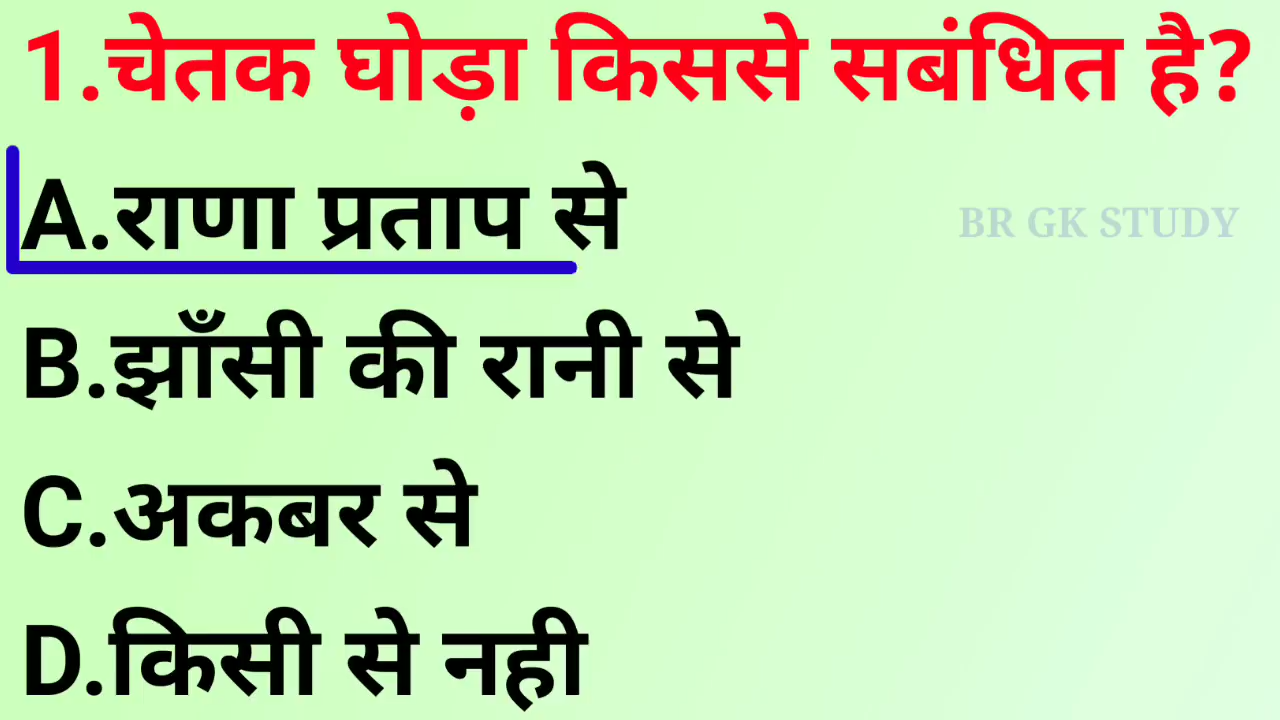 1.चेतक घोड़ा किससे सबंधित है?
A.राणा प्रताप से
BR GK STUDY
B.झाँसी की रानी से
C.अकबर से
D.किसी से नही